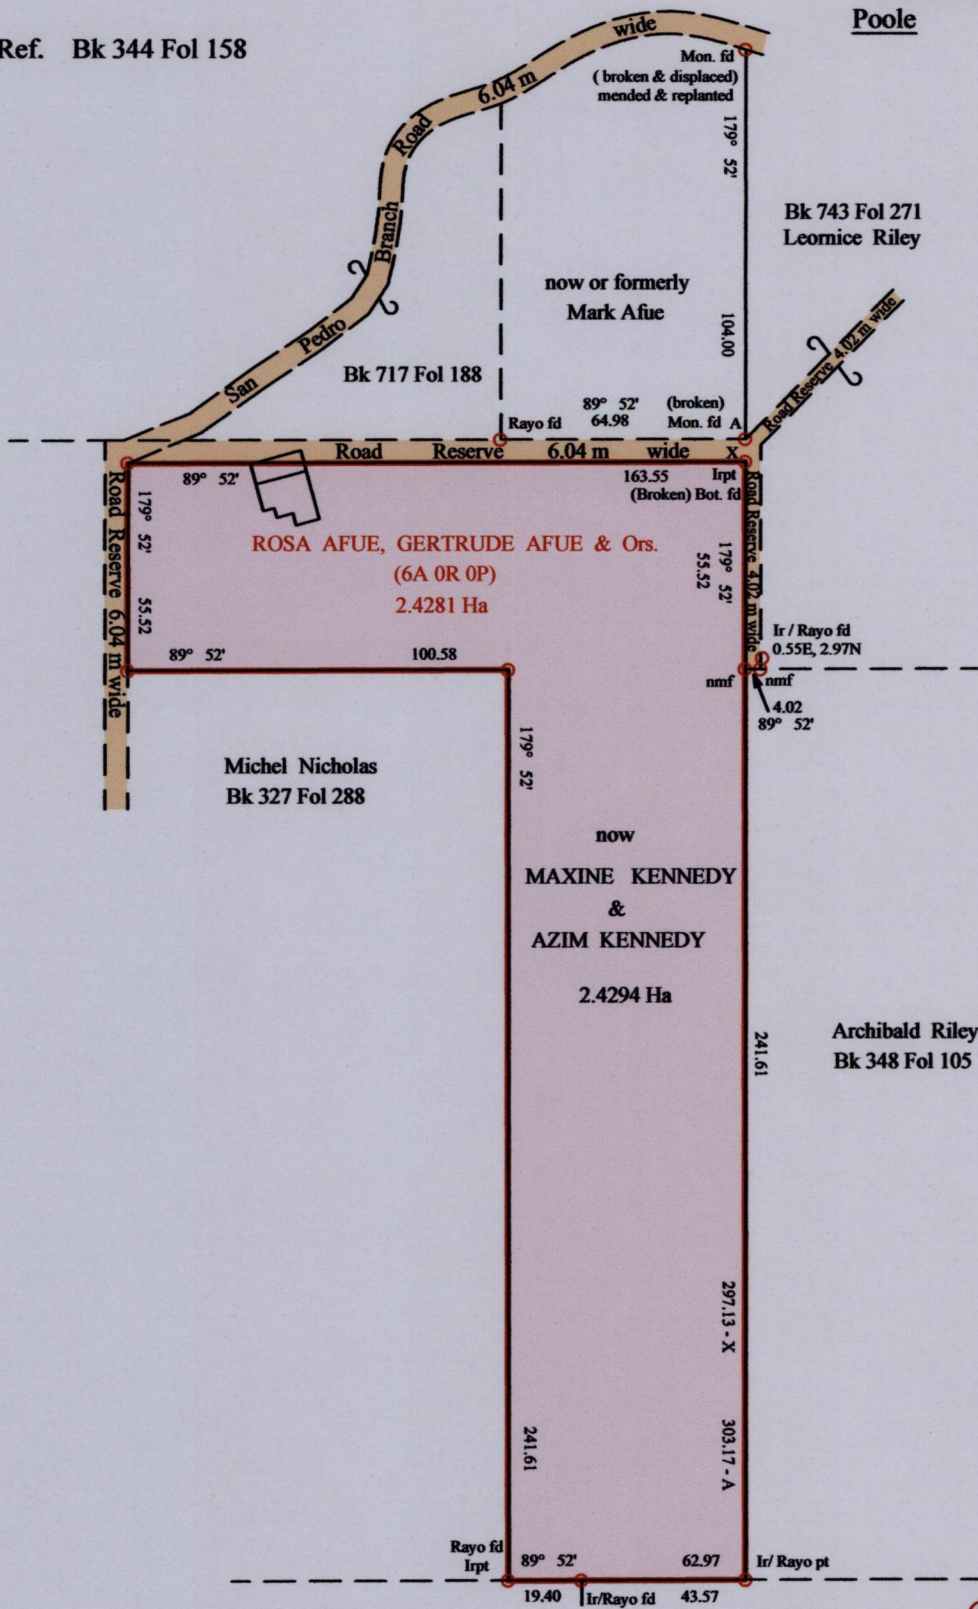 Ref. Bk 344 Fol 158
Poole
San Pedro Branch Road 6.04 m wide
Mon. fd
( broken & displaced)
mended & replanted
179° 52'
104.00
Bk 743 Fol 271
Leornice Riley
now or formerly
Mark Afue
Bk 717 Fol 188
Road Reserve 4.02 m wide
89° 52' (broken)
Rayo fd 64.98 Mon. fd A
Road Reserve 6.04 m wide X
89° 52' 163.55 Irpt
(Broken) Bot. fd
Road Reserve 6.04 m wide
179° 52' 55.52
ROSA AFUE, GERTRUDE AFUE & Ors.
(6A 0R 0P)
2.4281 Ha
179° 52'
55.52
Road Reserve 4.02 m wide
Ir / Rayo fd
0.55E, 2.97N
89° 52' 100.58
nmf nmf
4.02
89° 52'
179° 52'
Michel Nicholas
Bk 327 Fol 288
now
MAXINE KENNEDY
&
AZIM KENNEDY
2.4294 Ha
Archibald Riley
Bk 348 Fol 105
241.61
297.13 - X
303.17 - A
241.61
Rayo fd
Irpt
89° 52' 62.97 Ir/ Rayo pt
19.40 Ir/Rayo fd 43.57